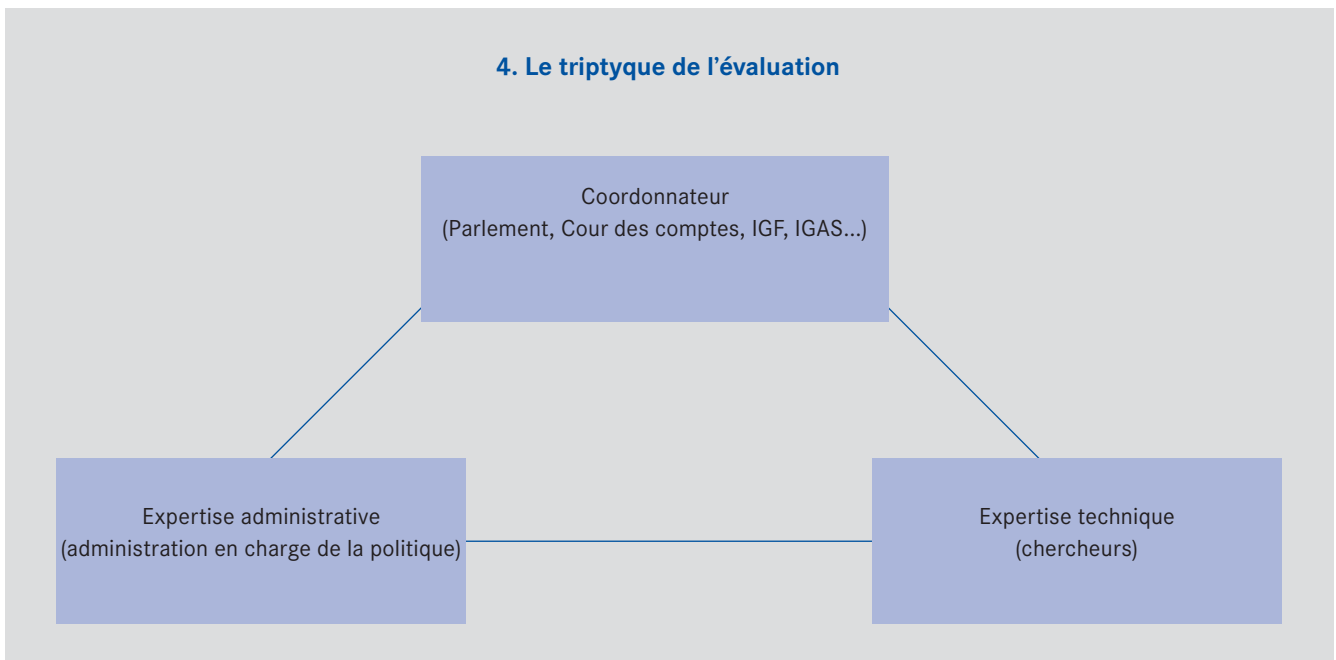 4. Le triptyque de l’évaluation
Coordonnateur
(Parlement, Cour des comptes, IGF, IGAS...)
Expertise administrative
(administration en charge de la politique)
Expertise technique
(chercheurs)